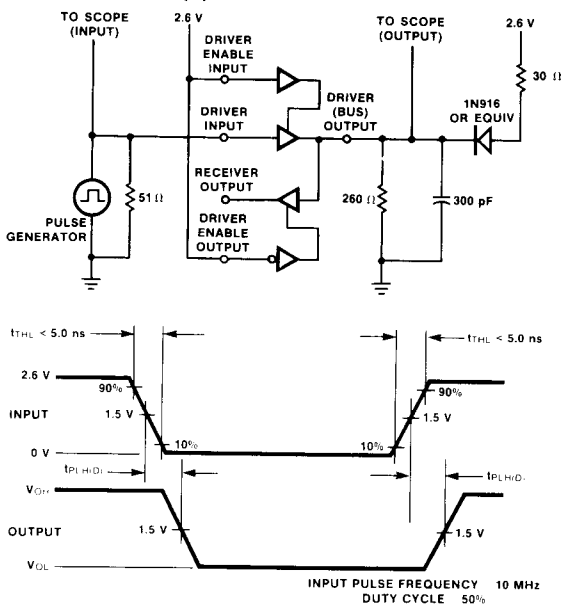 TO SCOPE
(INPUT)
2.6 V
DRIVER
ENABLE
INPUT
DRIVER
INPUT
RECEIVER
OUTPUT
DRIVER
ENABLE
OUTPUT
DRIVER
(BUS)
OUTPUT
TO SCOPE
(OUTPUT)
2.6 V
30 Ω
1N916
OR EQUIV
51 Ω
PULSE
GENERATOR
260 Ω
300 pF
tTHL < 5.0 ns
tTHL < 5.0 ns
2.6 V
90%
90%
INPUT
1.5 V
1.5 V
10%
10%
0 V
tPLH(D)
tPLH(D)
VOH
OUTPUT
1.5 V
1.5 V
VOL
INPUT PULSE FREQUENCY 10 MHz
DUTY CYCLE 50%